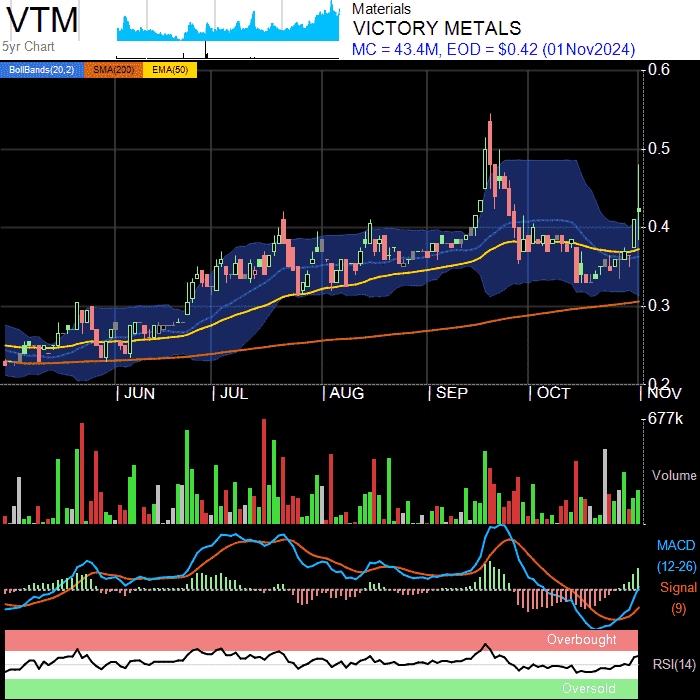 VTM
5yr Chart
Materials
VICTORY METALS
MC = 43.4M, EOD = $0.42 (01Nov2024)
BollBands(20,2) SMA(200) EMA(50)
0.6
0.5
0.4
0.3
0.2
JUN JUL AUG SEP OCT NOV
677k
Volume
MACD
(12-26)
Signal
(9)
Overbought
RSI(14)
Oversold